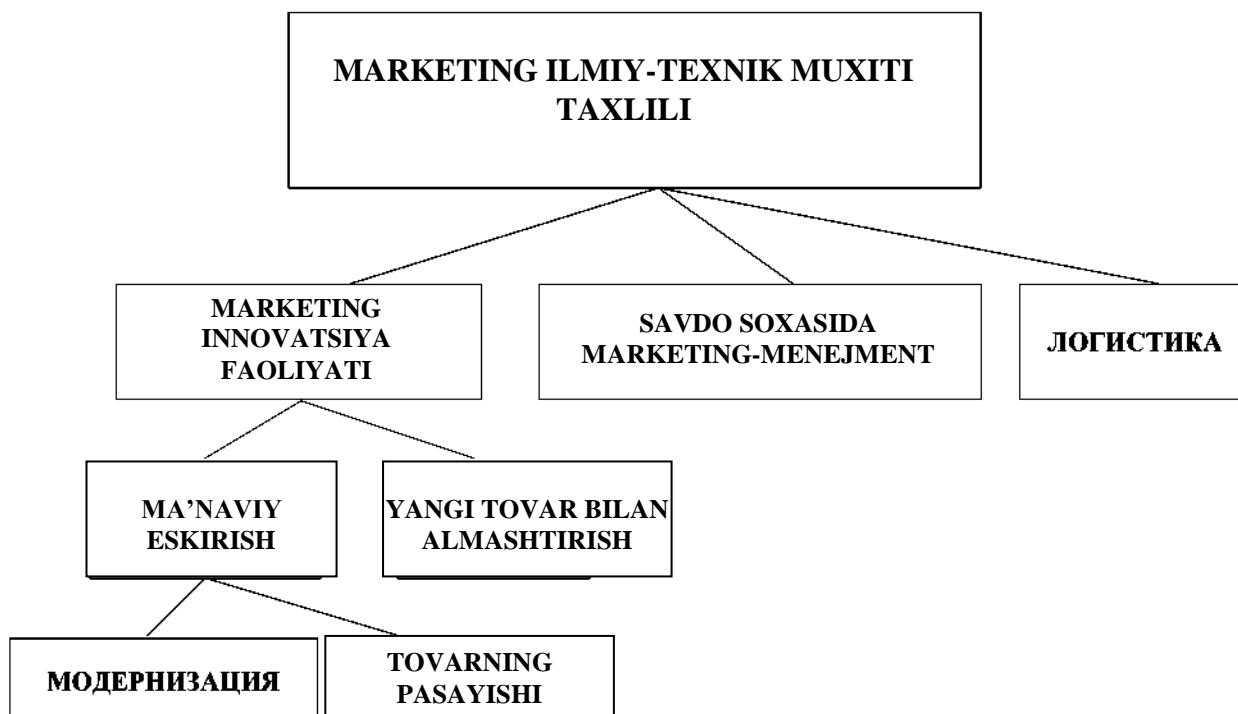 MARKETING ILMIY-TEXNIK MUXITI
TAXLILI
MARKETING
INNOVATSIYA
FAOLIYATI
SAVDO SOXASIDA
MARKETING-MENEJMENT
ЛОГИСТИКА
MA’NAVIY
ESKIRISH
YANGI TOVAR BILAN
ALMASHTIRISH
МОДЕРНИЗАЦИЯ
TOVARNING
PASAYISHI